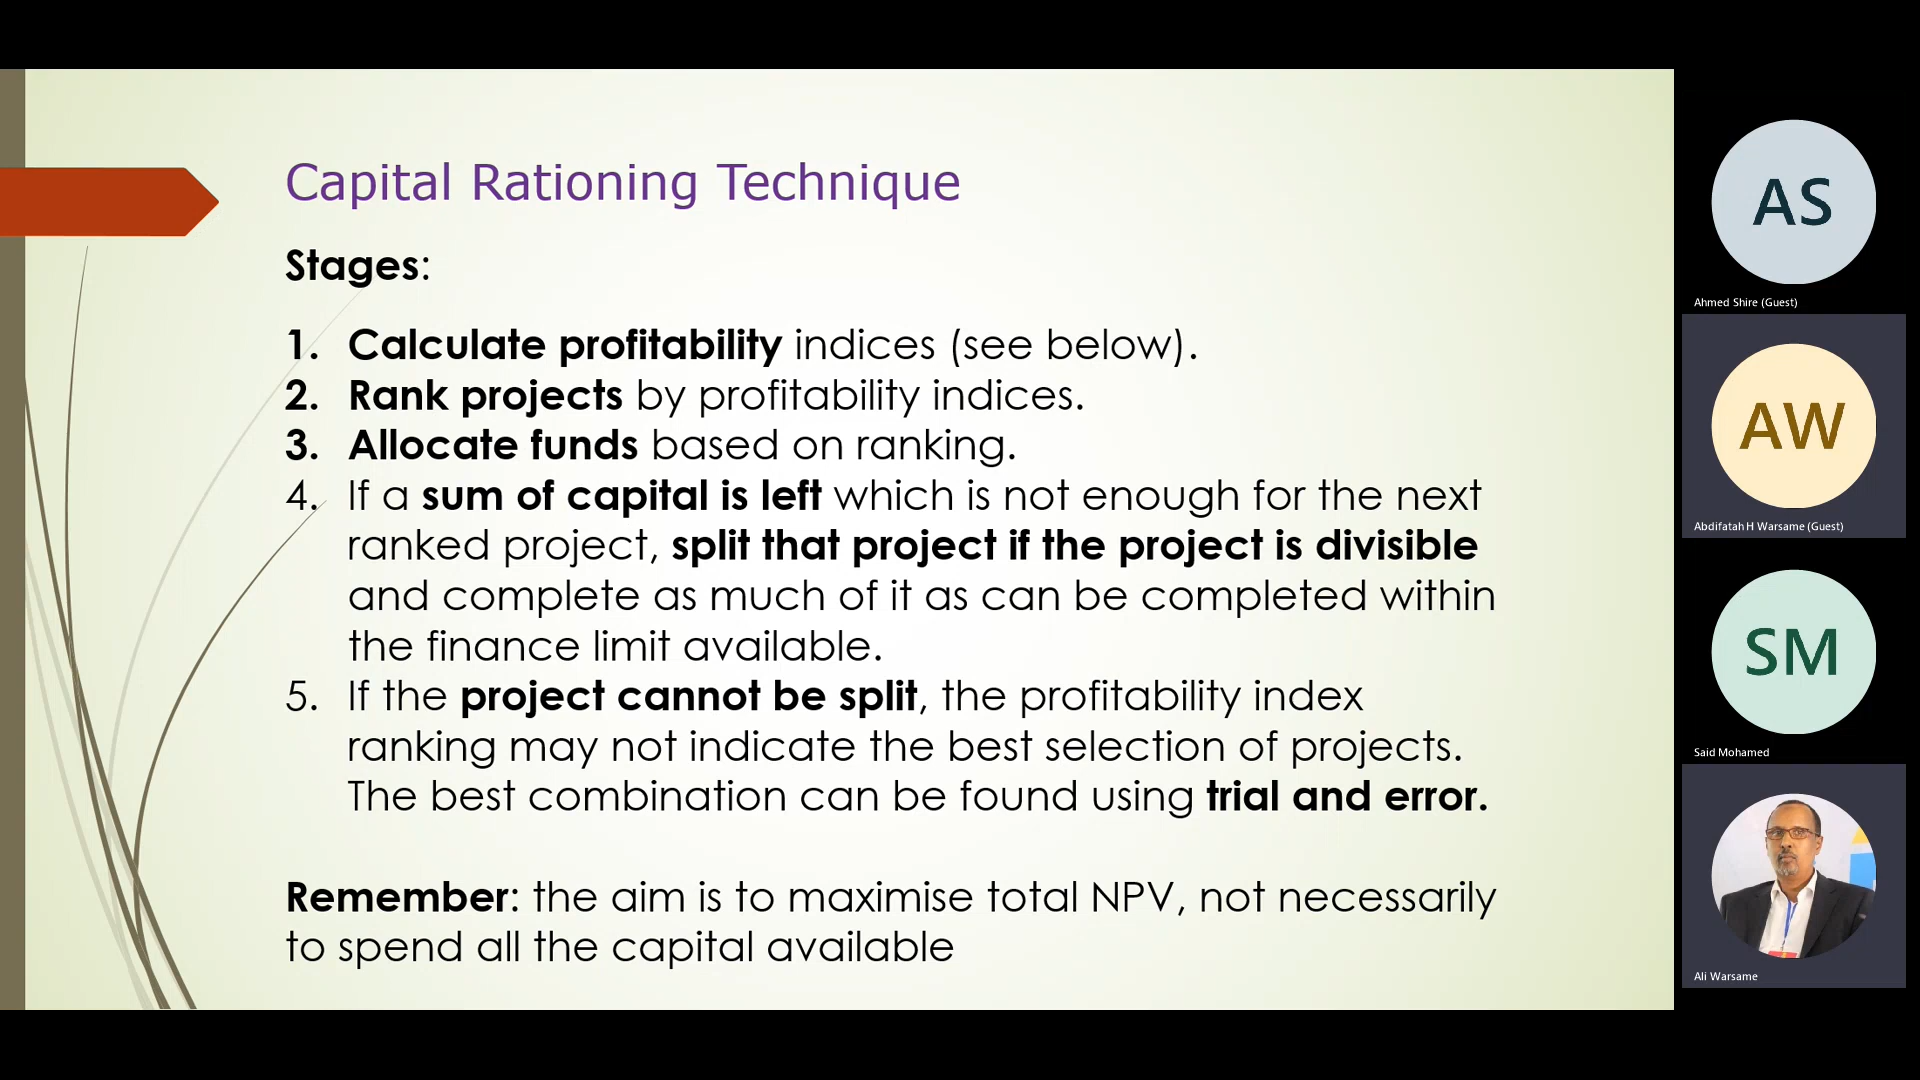 Capital Rationing Technique
Stages:
1. Calculate profitability indices (see below).
2. Rank projects by profitability indices.
3. Allocate funds based on ranking.
4. If a sum of capital is left which is not enough for the next
ranked project, split that project if the project is divisible
and complete as much of it as can be completed within
the finance limit available.
5. If the project cannot be split, the profitability index
ranking may not indicate the best selection of projects.
The best combination can be found using trial and error.
Remember: the aim is to maximise total NPV, not necessarily
to spend all the capital available
AS
Ahmed Shire (Guest)
AW
Abdifatah H Warsame (Guest)
SM
Said Mohamed
Ali Warsame